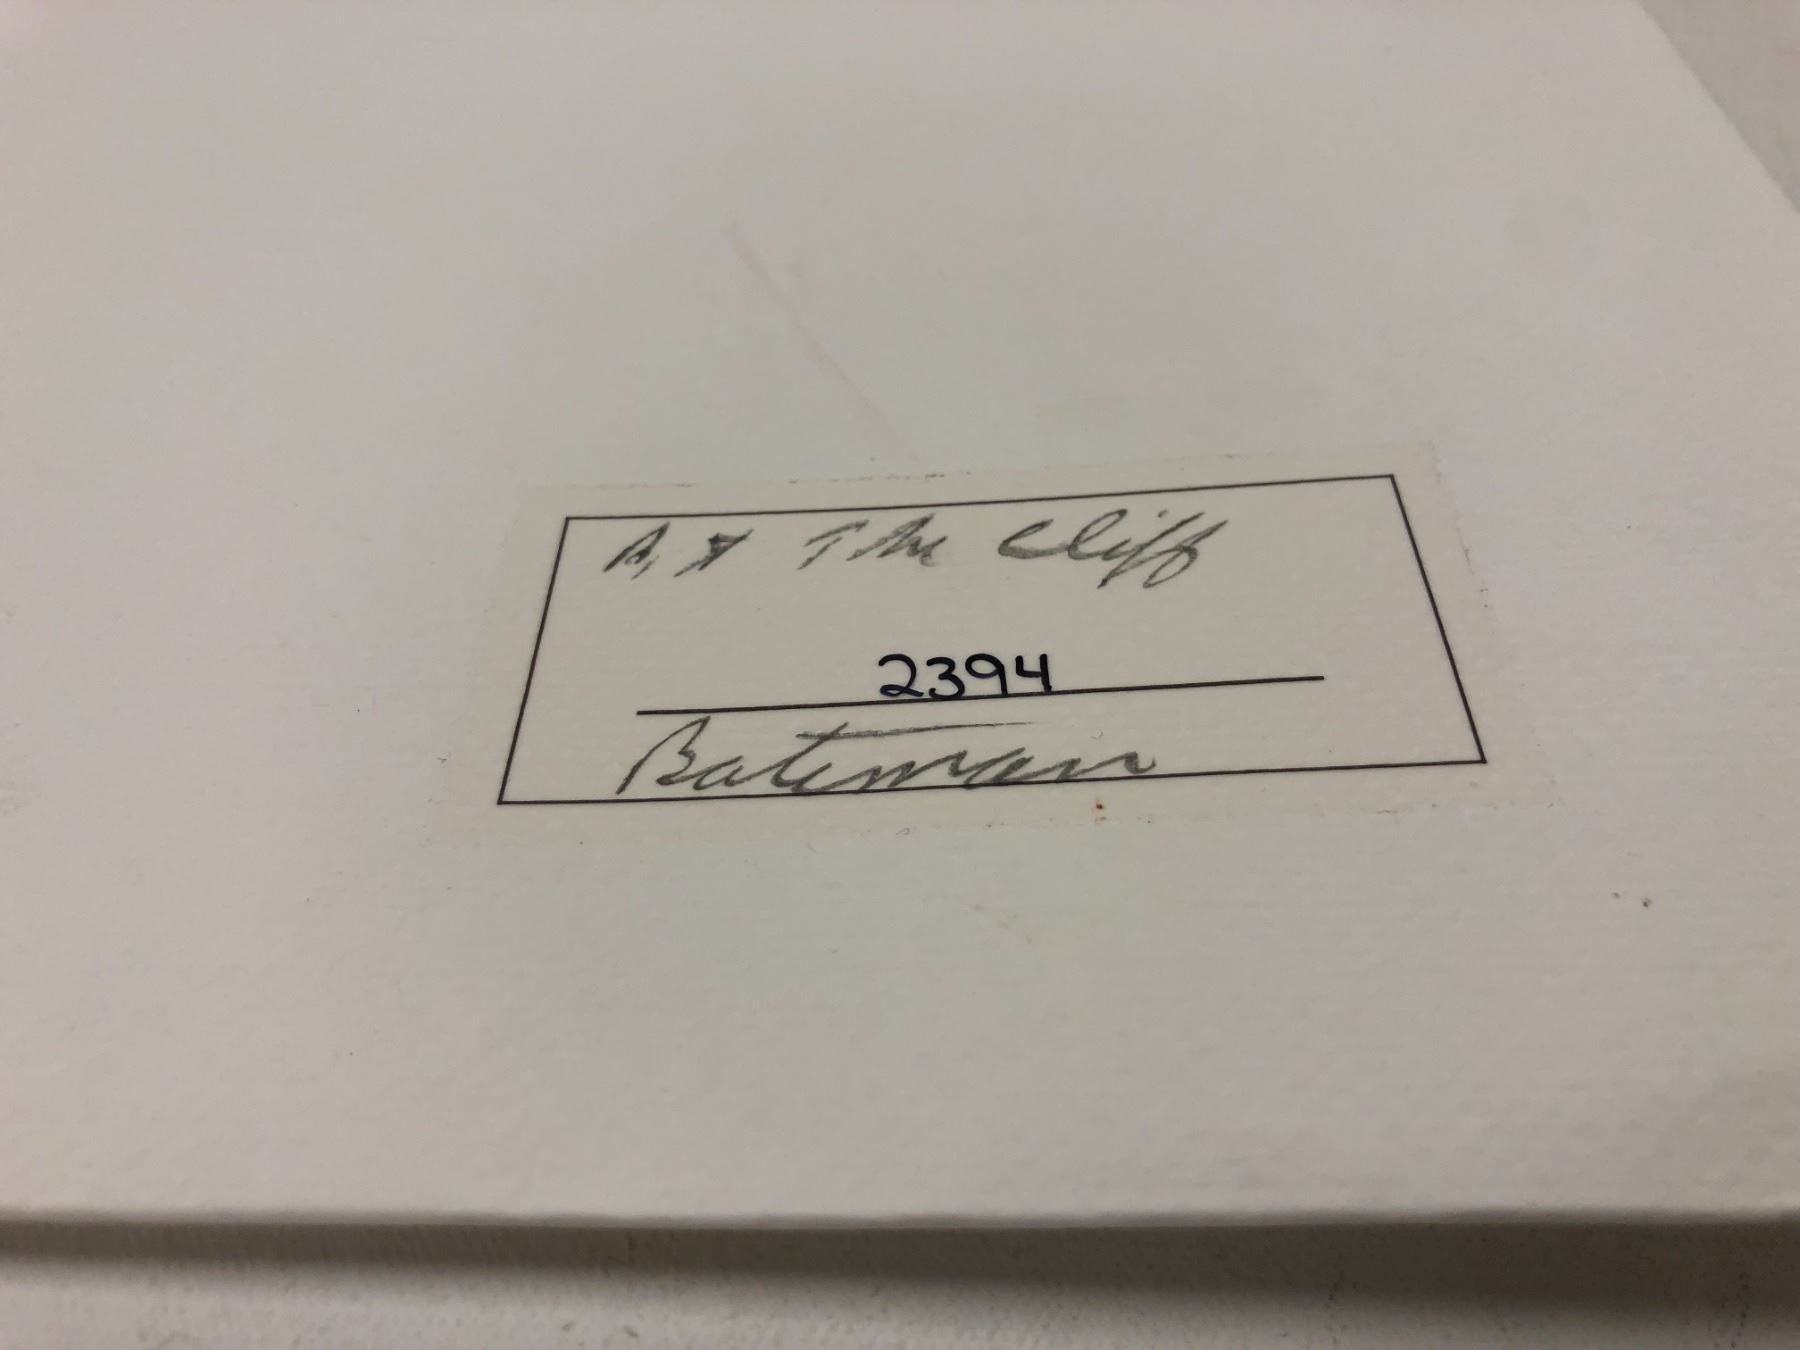 At The Cliff
2394
Bateman